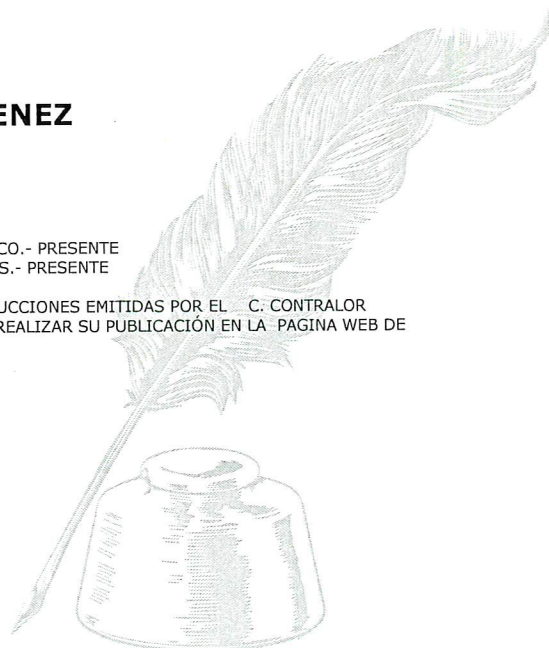 ENEZ
CO.- PRESENTE
S.- PRESENTE
UCCIONES EMITIDAS POR EL C. CONTRALOR
REALIZAR SU PUBLICACIÓN EN LA PAGINA WEB DE